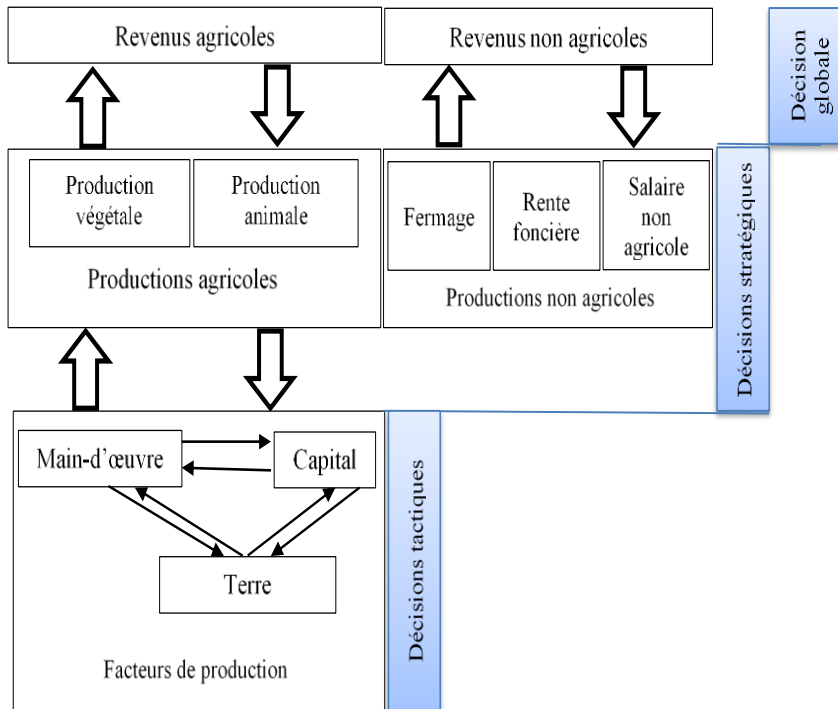 Revenus agricoles
Revenus non agricoles
Décision
globale
Production
végétale
Production
animale
Productions agricoles
Fermage
Rente
foncière
Salaire
non
agricole
Productions non agricoles
Décisions stratégiques
Main-d'œuvre
Capital
Terre
Facteurs de production
Décisions tactiques